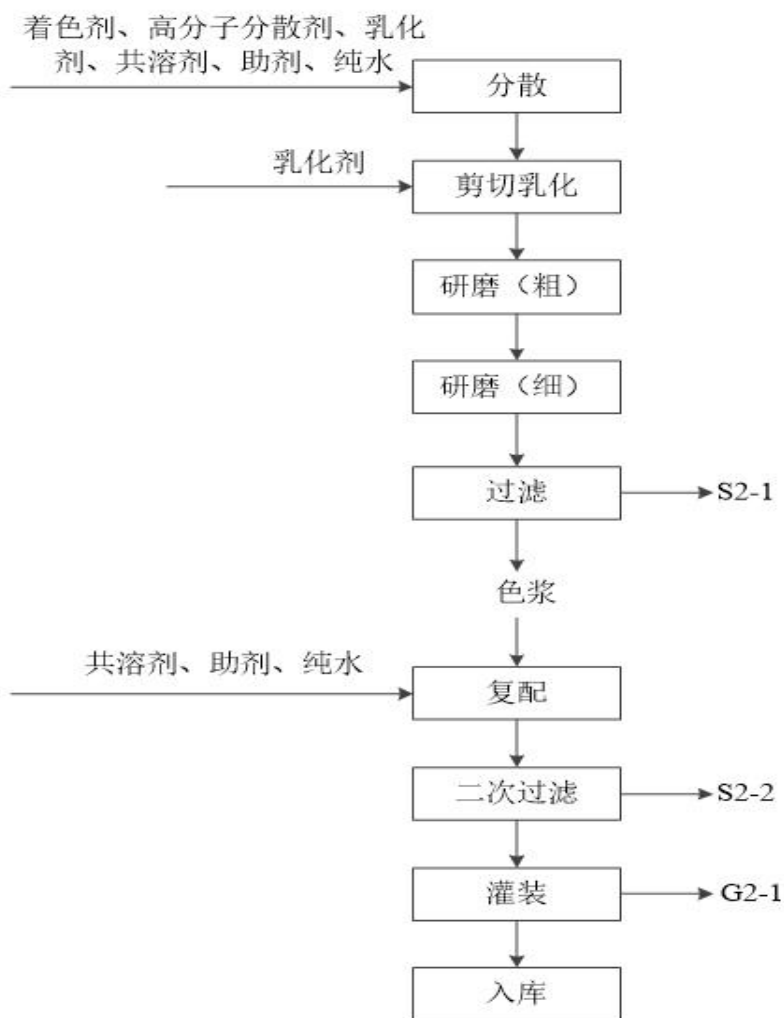 着色剂、高分子分散剂、乳化
剂、共溶剂、助剂、纯水
分散
乳化剂
剪切乳化
研磨（粗）
研磨（细）
过滤
S2-1
色浆
共溶剂、助剂、纯水
复配
二次过滤
S2-2
灌装
G2-1
入库